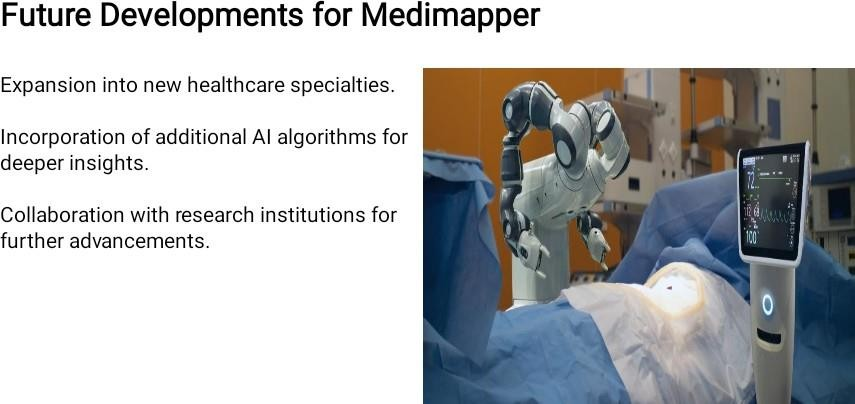 Future Developments for Medimapper
Expansion into new healthcare specialties.
Incorporation of additional AI algorithms for
deeper insights.
Collaboration with research institutions for
further advancements.
72
100